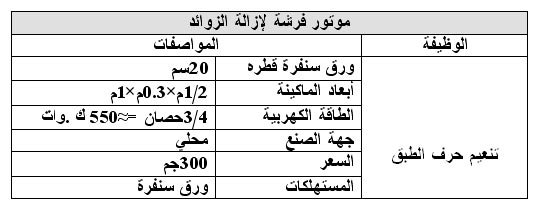 موتور فرشة لإزالة الزوائد
الوظيفة المواصفات
تنعيم حرف الطبق
ورق سنفرة قطره 20سم
أبعاد الماكينة 1/2م×0.3م×1م
الطاقة الكهربية 3/4حصان =≈550 ك .وات
جهة الصنع محلي
السعر 300جم
المستهلكات ورق سنفرة